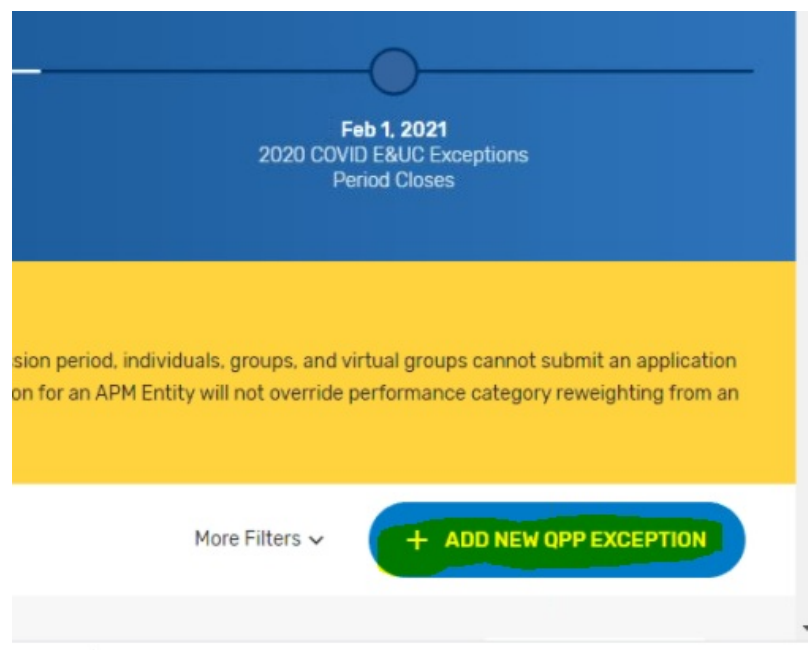 Feb 1, 2021
2020 COVID E&UC Exceptions
Period Closes
sion period, individuals, groups, and virtual groups cannot submit an application
on for an APM Entity will not override performance category reweighting from an
More Filters
+ ADD NEW QPP EXCEPTION